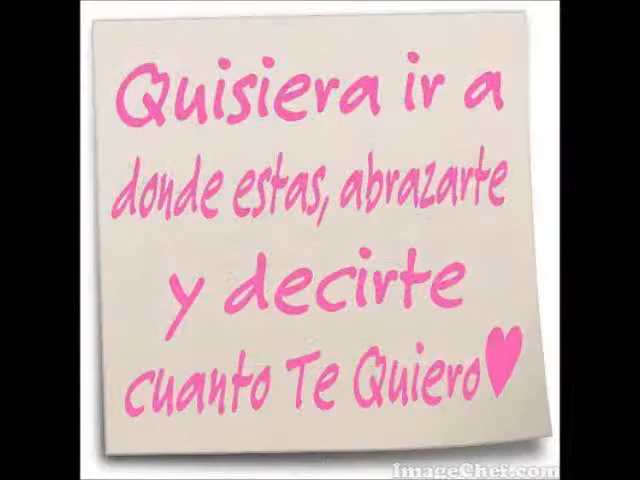 Quisiera ir a
donde estas, abrazarte
y decirte
cuanto Te Quiero
ImageChef.com